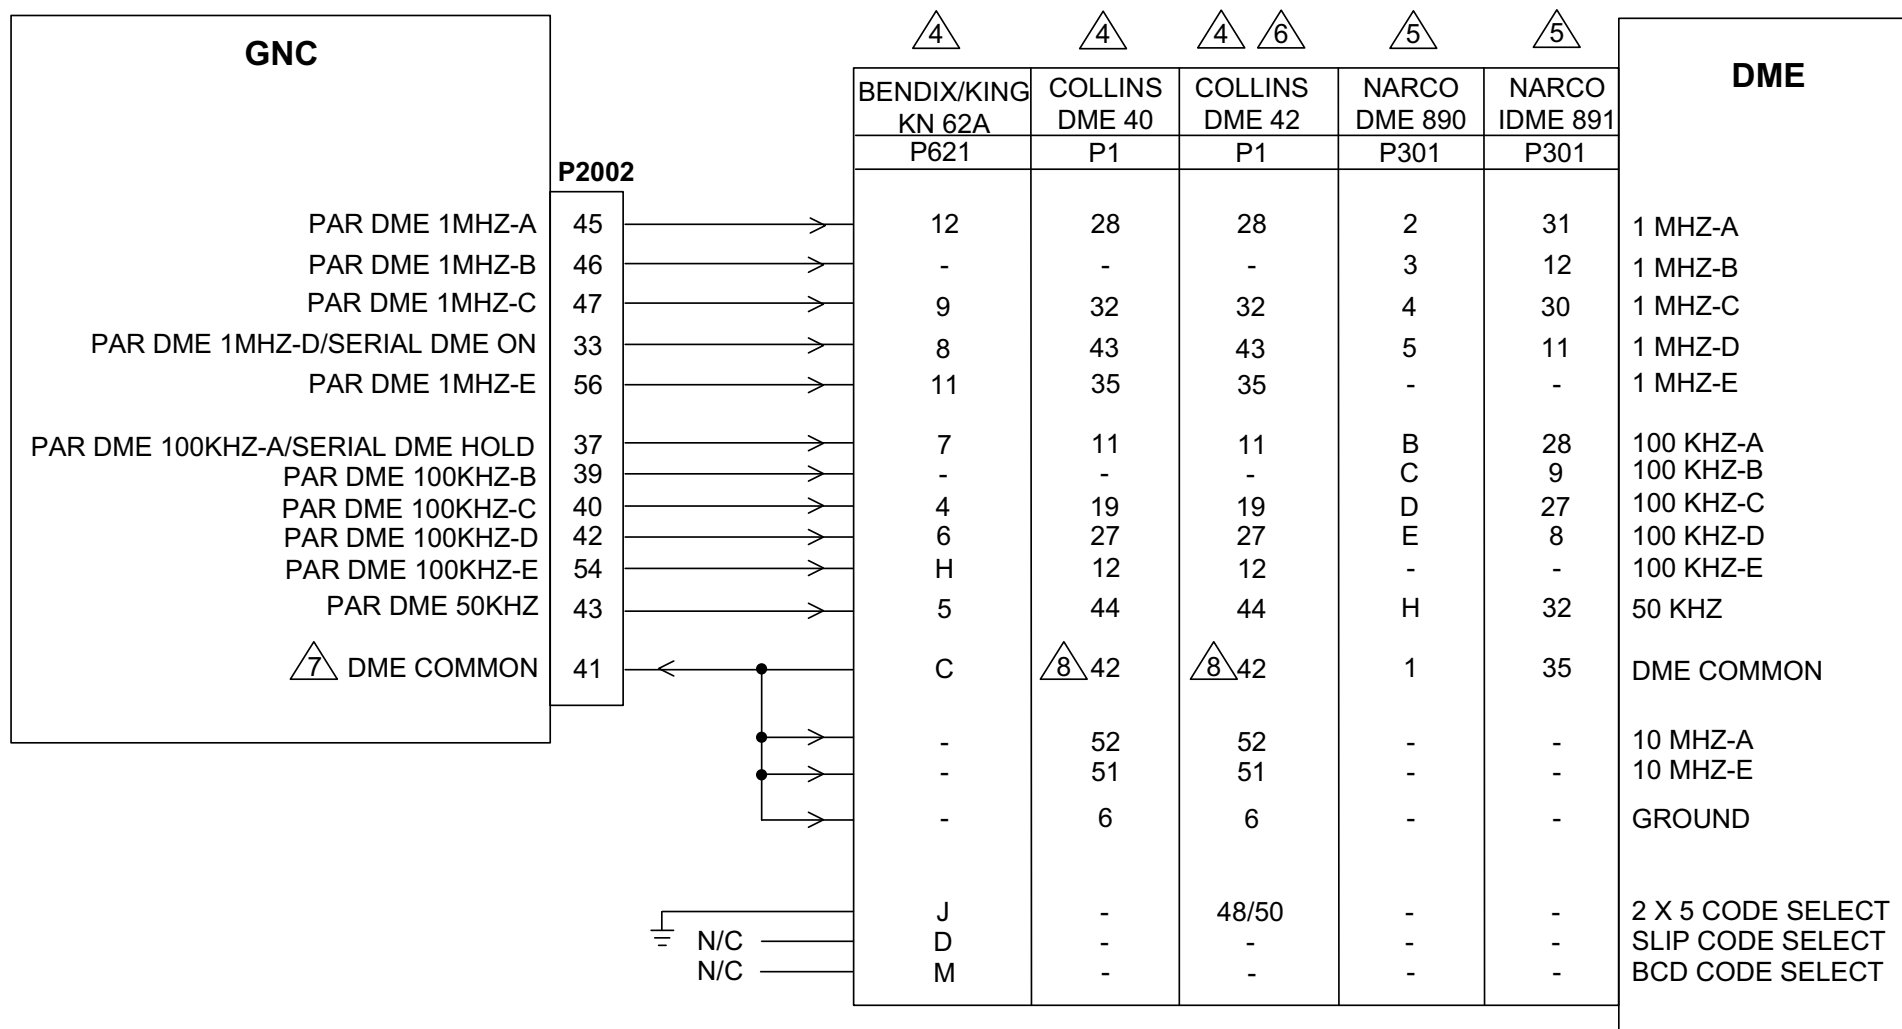 GNC
P2002
4 4 4 6 5 5
DME
BENDIX/KING KN 62A COLLINS DME 40 COLLINS DME 42 NARCO DME 890 NARCO IDME 891
P621 P1 P1 P301 P301
PAR DME 1MHZ-A 45 12 28 28 2 31 1 MHZ-A
PAR DME 1MHZ-B 46 - - - 3 12 1 MHZ-B
PAR DME 1MHZ-C 47 9 32 32 4 30 1 MHZ-C
PAR DME 1MHZ-D/SERIAL DME ON 33 8 43 43 5 11 1 MHZ-D
PAR DME 1MHZ-E 56 11 35 35 - - 1 MHZ-E
PAR DME 100KHZ-A/SERIAL DME HOLD 37 7 11 11 B 28 100 KHZ-A
PAR DME 100KHZ-B 39 - - - C 9 100 KHZ-B
PAR DME 100KHZ-C 40 4 19 19 D 27 100 KHZ-C
PAR DME 100KHZ-D 42 6 27 27 E 8 100 KHZ-D
PAR DME 100KHZ-E 54 H 12 12 - - 100 KHZ-E
PAR DME 50KHZ 43 5 44 44 H 32 50 KHZ
7 DME COMMON 41 C 8 42 8 42 1 35 DME COMMON
- 52 52 - - 10 MHZ-A
- 51 51 - - 10 MHZ-E
- 6 6 - - GROUND
J - 48/50 - - 2 X 5 CODE SELECT
N/C D - - - - SLIP CODE SELECT
N/C M - - - - BCD CODE SELECT